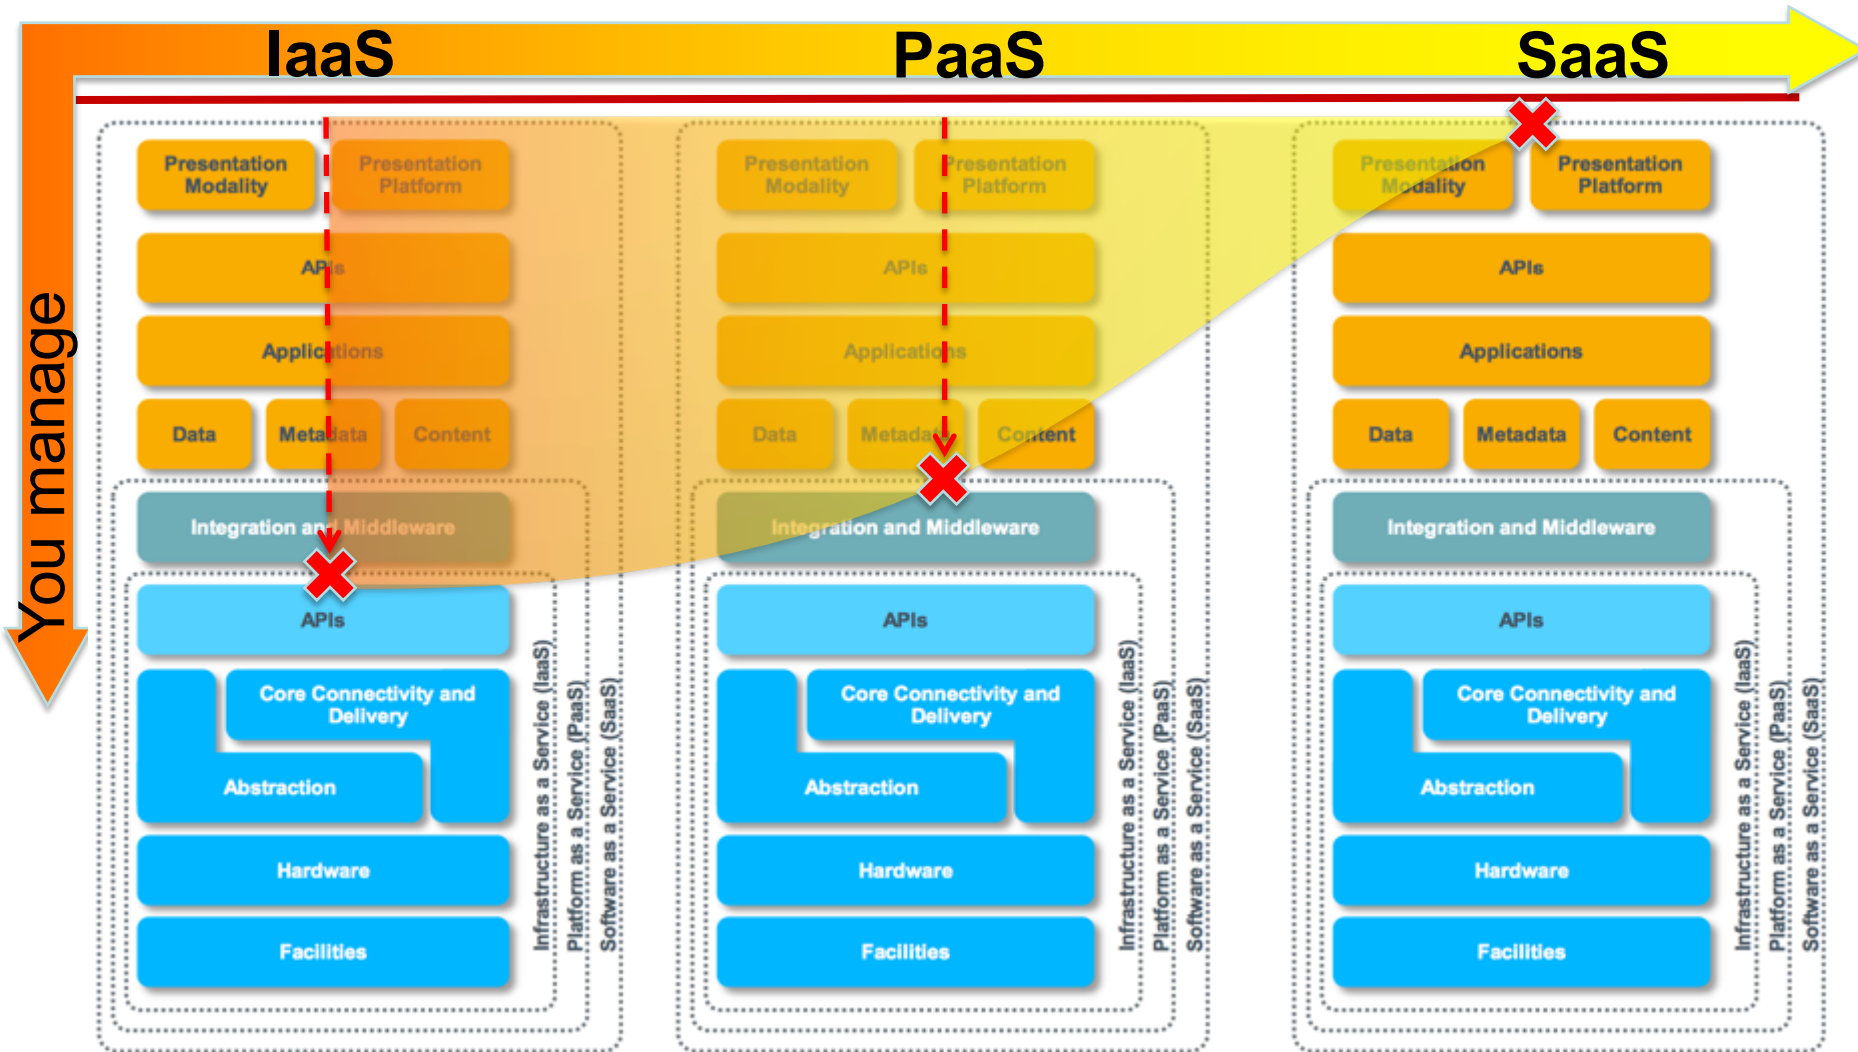 IaaS PaaS SaaS
You manage
Presentation
Modality
Presentation
Platform
APIs
Applications
Data Metadata Content
Integration and Middleware
APIs
Core Connectivity and
Delivery
Abstraction
Hardware
Facilities
Infrastructure as a Service (IaaS)
Platform as a Service (PaaS)
Software as a Service (SaaS)
Presentation
Modality
Presentation
Platform
APIs
Applications
Data Metadata Content
Integration and Middleware
APIs
Core Connectivity and
Delivery
Abstraction
Hardware
Facilities
Infrastructure as a Service (IaaS)
Platform as a Service (PaaS)
Software as a Service (SaaS)
Presentation
Modality
Presentation
Platform
APIs
Applications
Data Metadata Content
Integration and Middleware
APIs
Core Connectivity and
Delivery
Abstraction
Hardware
Facilities
Infrastructure as a Service (IaaS)
Platform as a Service (PaaS)
Software as a Service (SaaS)